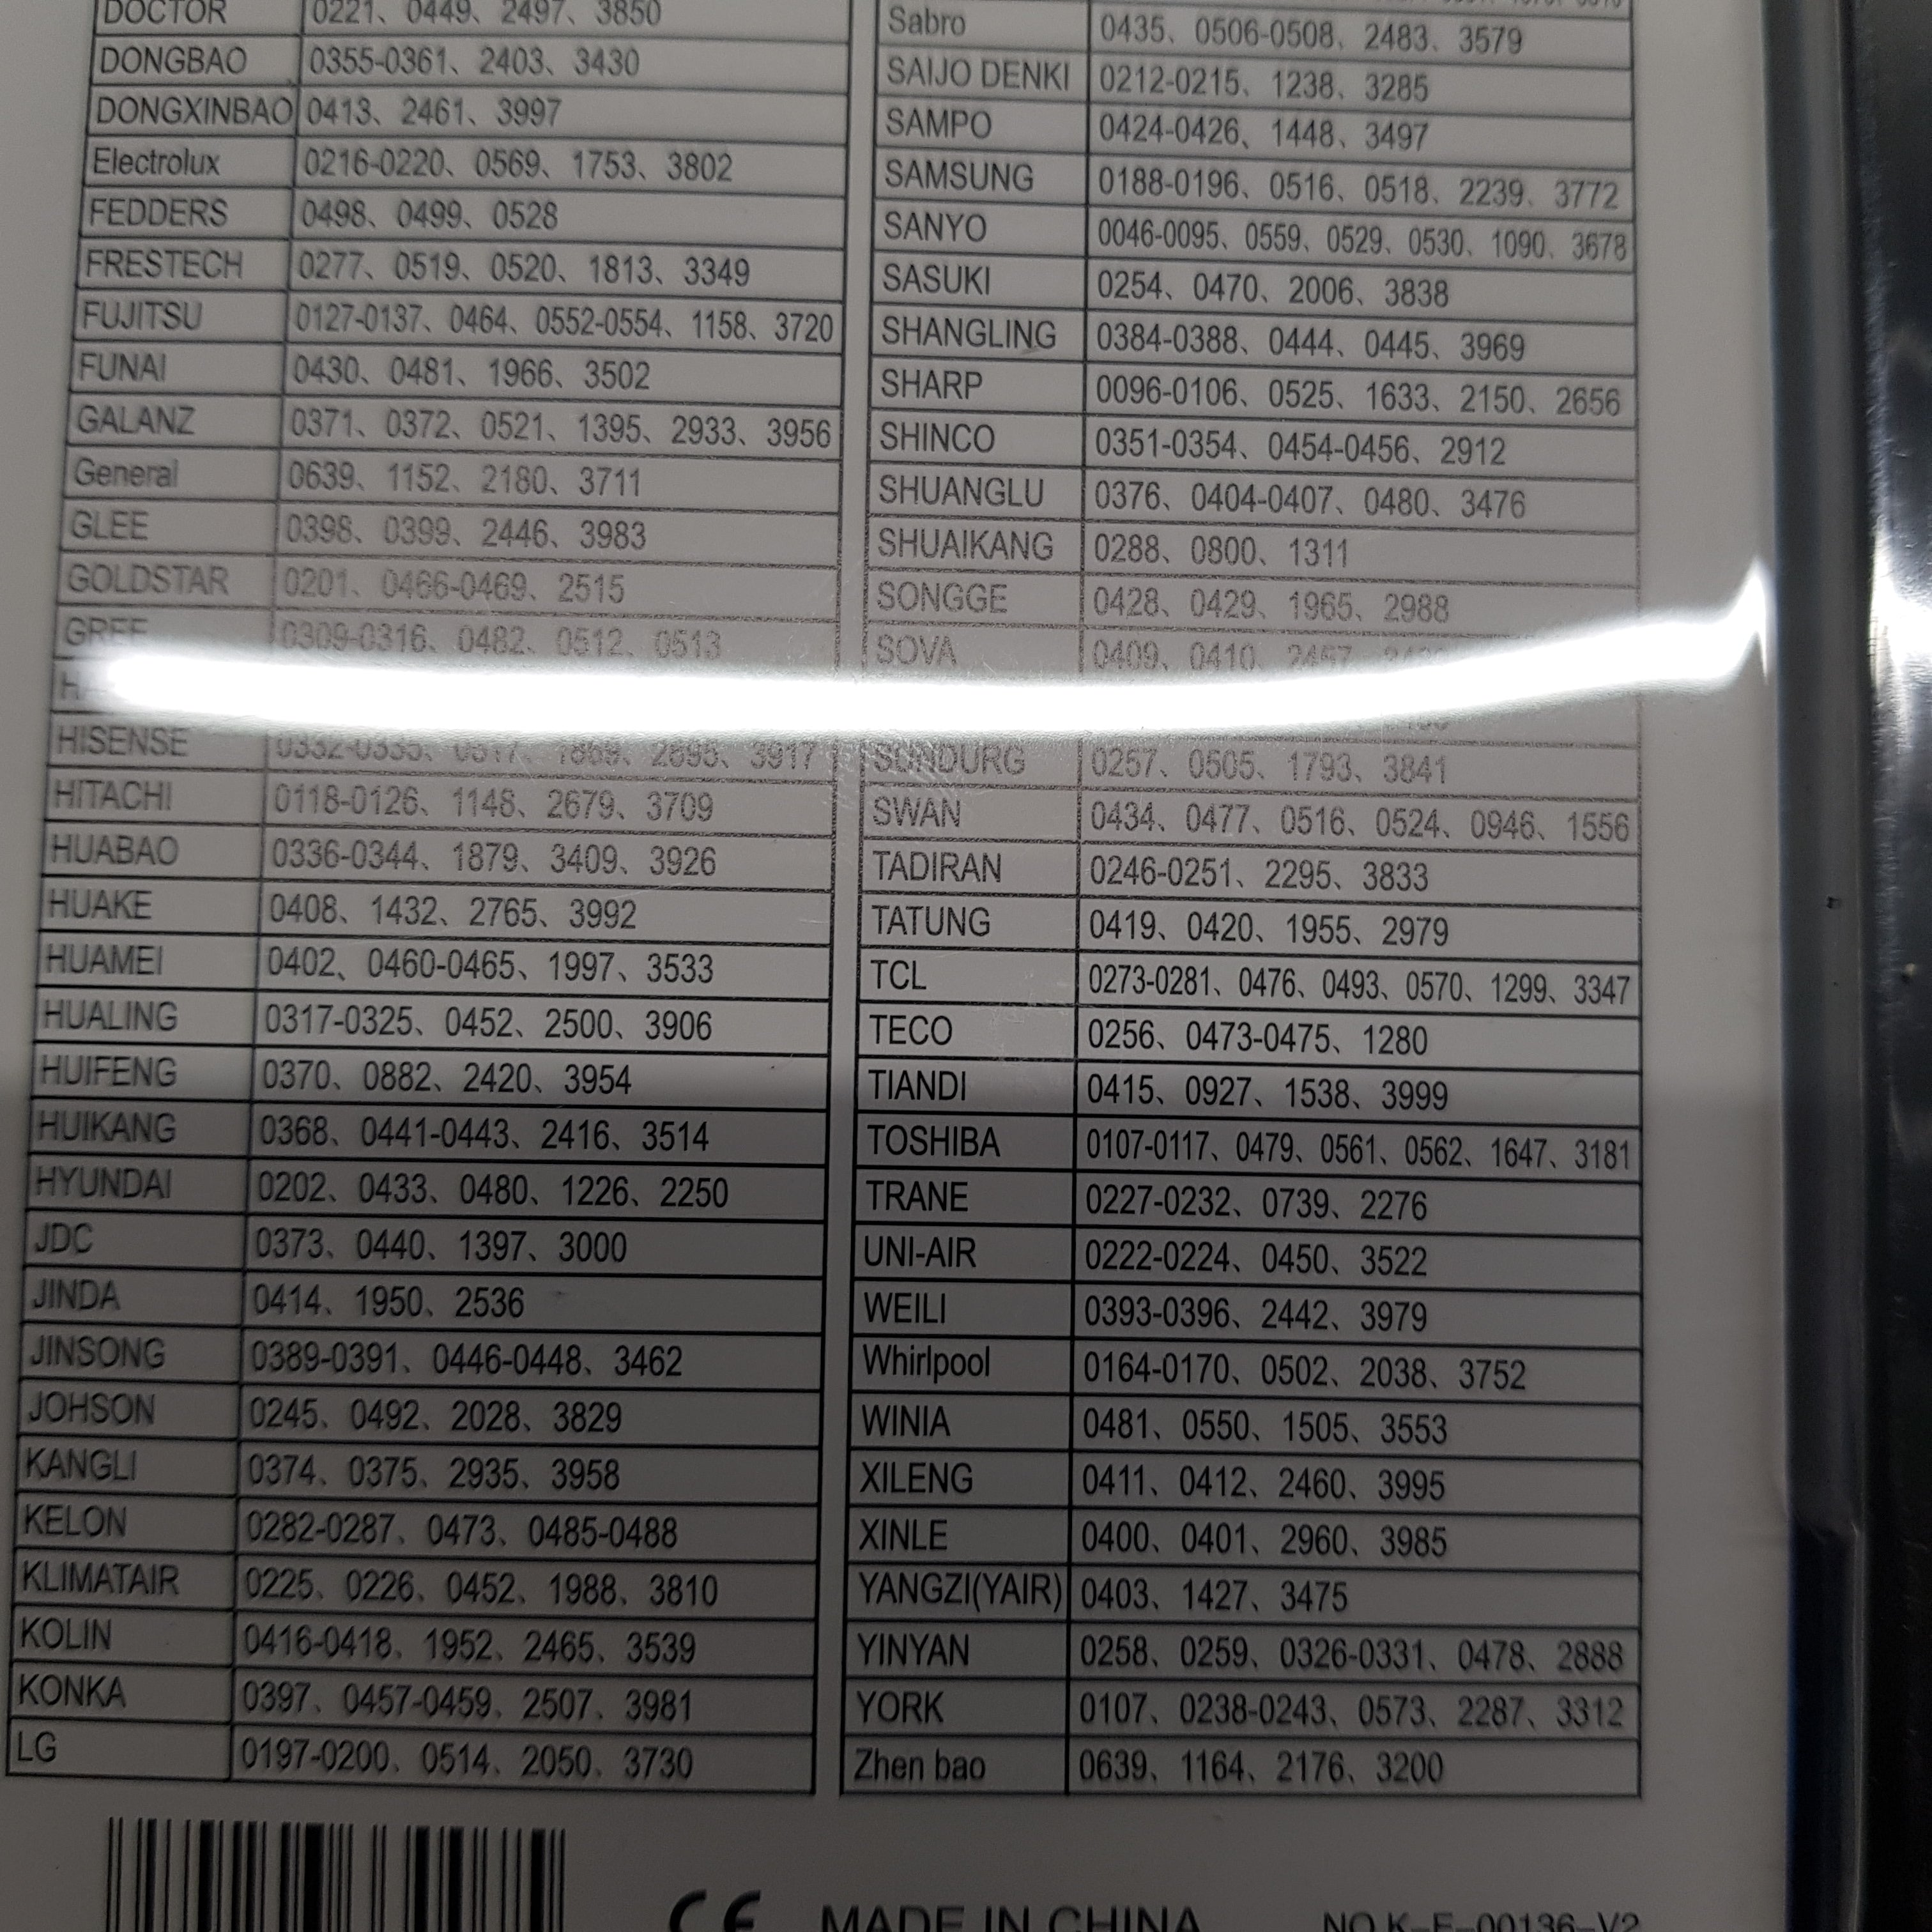 DOCTOR 0221、0449、2497、3850
DONGBAO 0355-0361、2403、3430
DONGXINBAO 0413、2461、3997
Electrolux 0216-0220、0569、1753、3802
FEDDERS 0498、0499、0528
FRESTECH 0277、0519、0520、1813、3349
FUJITSU 0127-0137、0464、0552-0554、1158、3720
FUNAI 0430、0481、1966、3502
GALANZ 0371、0372、0521、1395、2933、3956
General 0639、1152、2180、3711
GLEE 0398、0399、2446、3983
GOLDSTAR 0201、0466-0469、2515
GREE 0309-0316、0482、0512、0513
HISENSE 0332-0335、0517、1869、2695、3917
HITACHI 0118-0126、1148、2679、3709
HUABAO 0336-0344、1879、3409、3926
HUAKE 0408、1432、2765、3992
HUAMEI 0402、0460-0465、1997、3533
HUALING 0317-0325、0452、2500、3906
HUIFENG 0370、0882、2420、3954
HUIKANG 0368、0441-0443、2416、3514
HYUNDAI 0202、0433、0480、1226、2250
JDC 0373、0440、1397、3000
JINDA 0414、1950、2536
JINSONG 0389-0391、0446-0448、3462
JOHSON 0245、0492、2028、3829
KANGLI 0374、0375、2935、3958
KELON 0282-0287、0473、0485-0488
KLIMATAIR 0225、0226、0452、1988、3810
KOLIN 0416-0418、1952、2465、3539
KONKA 0397、0457-0459、2507、3981
LG 0197-0200、0514、2050、3730
Sabro 0435、0506-0508、2483、3579
SAIJO DENKI 0212-0215、1238、3285
SAMPO 0424-0426、1448、3497
SAMSUNG 0188-0196、0516、0518、2239、3772
SANYO 0046-0095、0559、0529、0530、1090、3678
SASUKI 0254、0470、2006、3838
SHANGLING 0384-0388、0444、0445、3969
SHARP 0096-0106、0525、1633、2150、2656
SHINCO 0351-0354、0454-0456、2912
SHUANGLU 0376、0404-0407、0480、3476
SHUAIKANG 0288、0800、1311
SONGGE 0428、0429、1965、2988
SOVA 0409、0410、2457
SUNDURG 0257、0505、1793、3841
SWAN 0434、0477、0516、0524、0946、1556
TADIRAN 0246-0251、2295、3833
TATUNG 0419、0420、1955、2979
TCL 0273-0281、0476、0493、0570、1299、3347
TECO 0256、0473-0475、1280
TIANDI 0415、0927、1538、3999
TOSHIBA 0107-0117、0479、0561、0562、1647、3181
TRANE 0227-0232、0739、2276
UNI-AIR 0222-0224、0450、3522
WEILI 0393-0396、2442、3979
Whirlpool 0164-0170、0502、2038、3752
WINIA 0481、0550、1505、3553
XILENG 0411、0412、2460、3995
XINLE 0400、0401、2960、3985
YANGZI(YAIR) 0403、1427、3475
YINYAN 0258、0259、0326-0331、0478、2888
YORK 0107、0238-0243、0573、2287、3312
Zhen bao 0639、1164、2176、3200
CE MADE IN CHINA NO.K-E-00136-V2